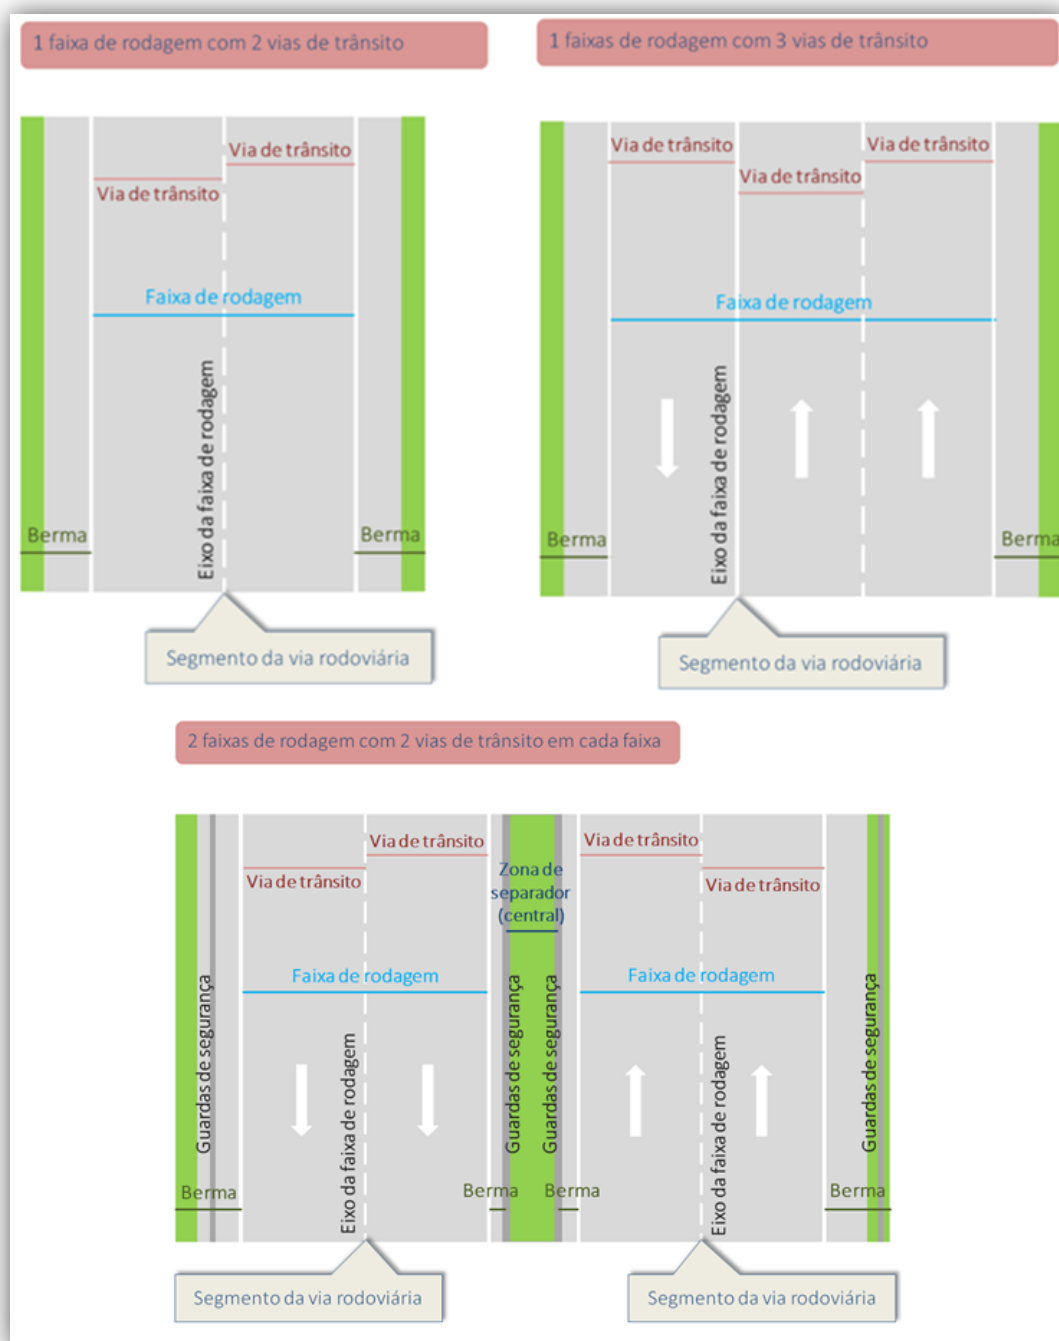 1 faixa de rodagem com 2 vias de trânsito
Via de trânsito
Via de trânsito
Faixa de rodagem
Eixo da faixa de rodagem
Berma
Berma
Segmento da via rodoviária
1 faixas de rodagem com 3 vias de trânsito
Via de trânsito
Via de trânsito
Via de trânsito
Faixa de rodagem
Eixo da faixa de rodagem
Berma
Berma
Segmento da via rodoviária
2 faixas de rodagem com 2 vias de trânsito em cada faixa
Via de trânsito
Via de trânsito
Zona de
separador
(central)
Via de trânsito
Via de trânsito
Faixa de rodagem
Faixa de rodagem
Guardas de segurança
Eixo da faixa de rodagem
Guardas de segurança
Guardas de segurança
Eixo da faixa de rodagem
Guardas de segurança
Berma
Berma
Berma
Berma
Segmento da via rodoviária
Segmento da via rodoviária